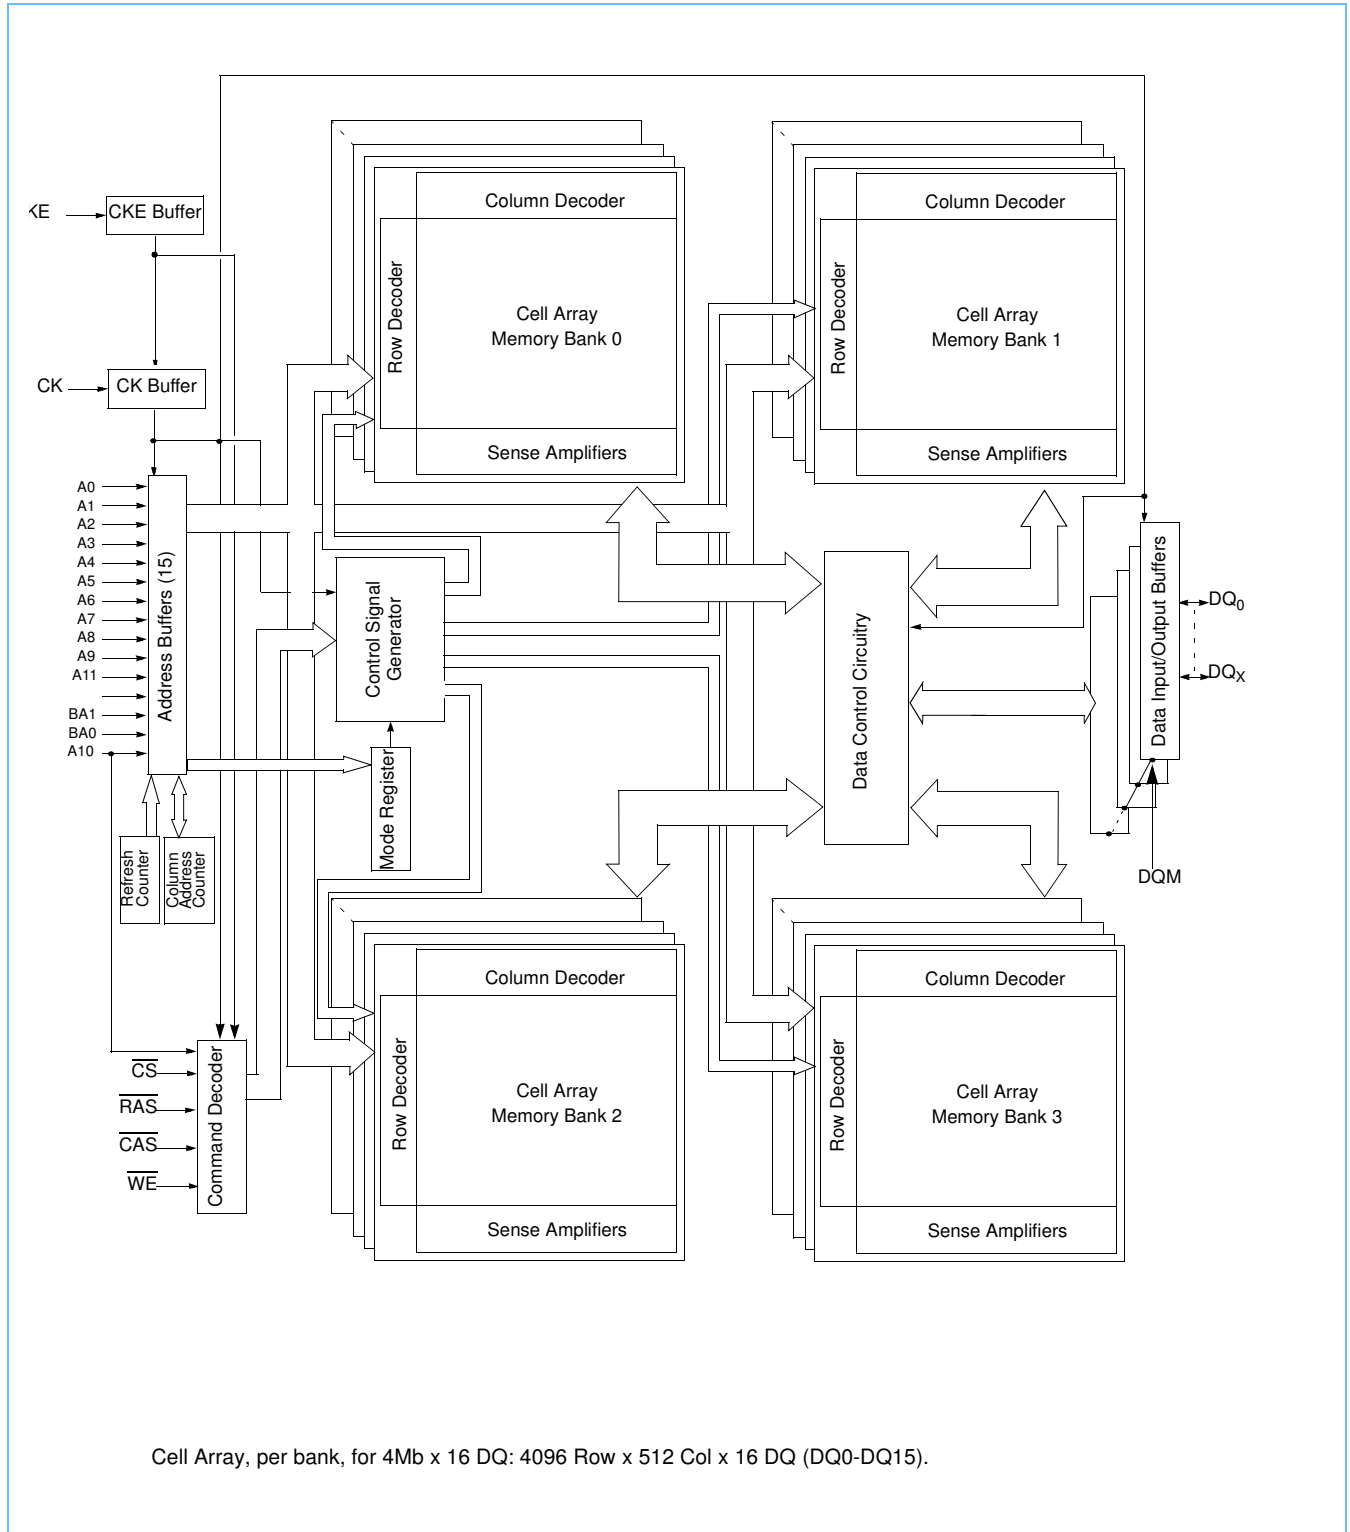 Column Decoder
Row Decoder
Cell Array
Memory Bank 0
Sense Amplifiers
Column Decoder
Row Decoder
Cell Array
Memory Bank 1
Sense Amplifiers
KE
CKE Buffer
CK
CK Buffer
A0
A1
A2
A3
A4
A5
A6
A7
A8
A9
A11
BA1
BA0
A10
Address Buffers (15)
Control Signal
Generator
Mode Register
Refresh
Counter
Column
Address
Counter
Data Control Circuitry
Data Input/Output Buffers
DQ0
DQX
DQM
CS
RAS
CAS
WE
Command Decoder
Column Decoder
Row Decoder
Cell Array
Memory Bank 2
Sense Amplifiers
Column Decoder
Row Decoder
Cell Array
Memory Bank 3
Sense Amplifiers
Cell Array, per bank, for 4Mb x 16 DQ: 4096 Row x 512 Col x 16 DQ (DQ0-DQ15).